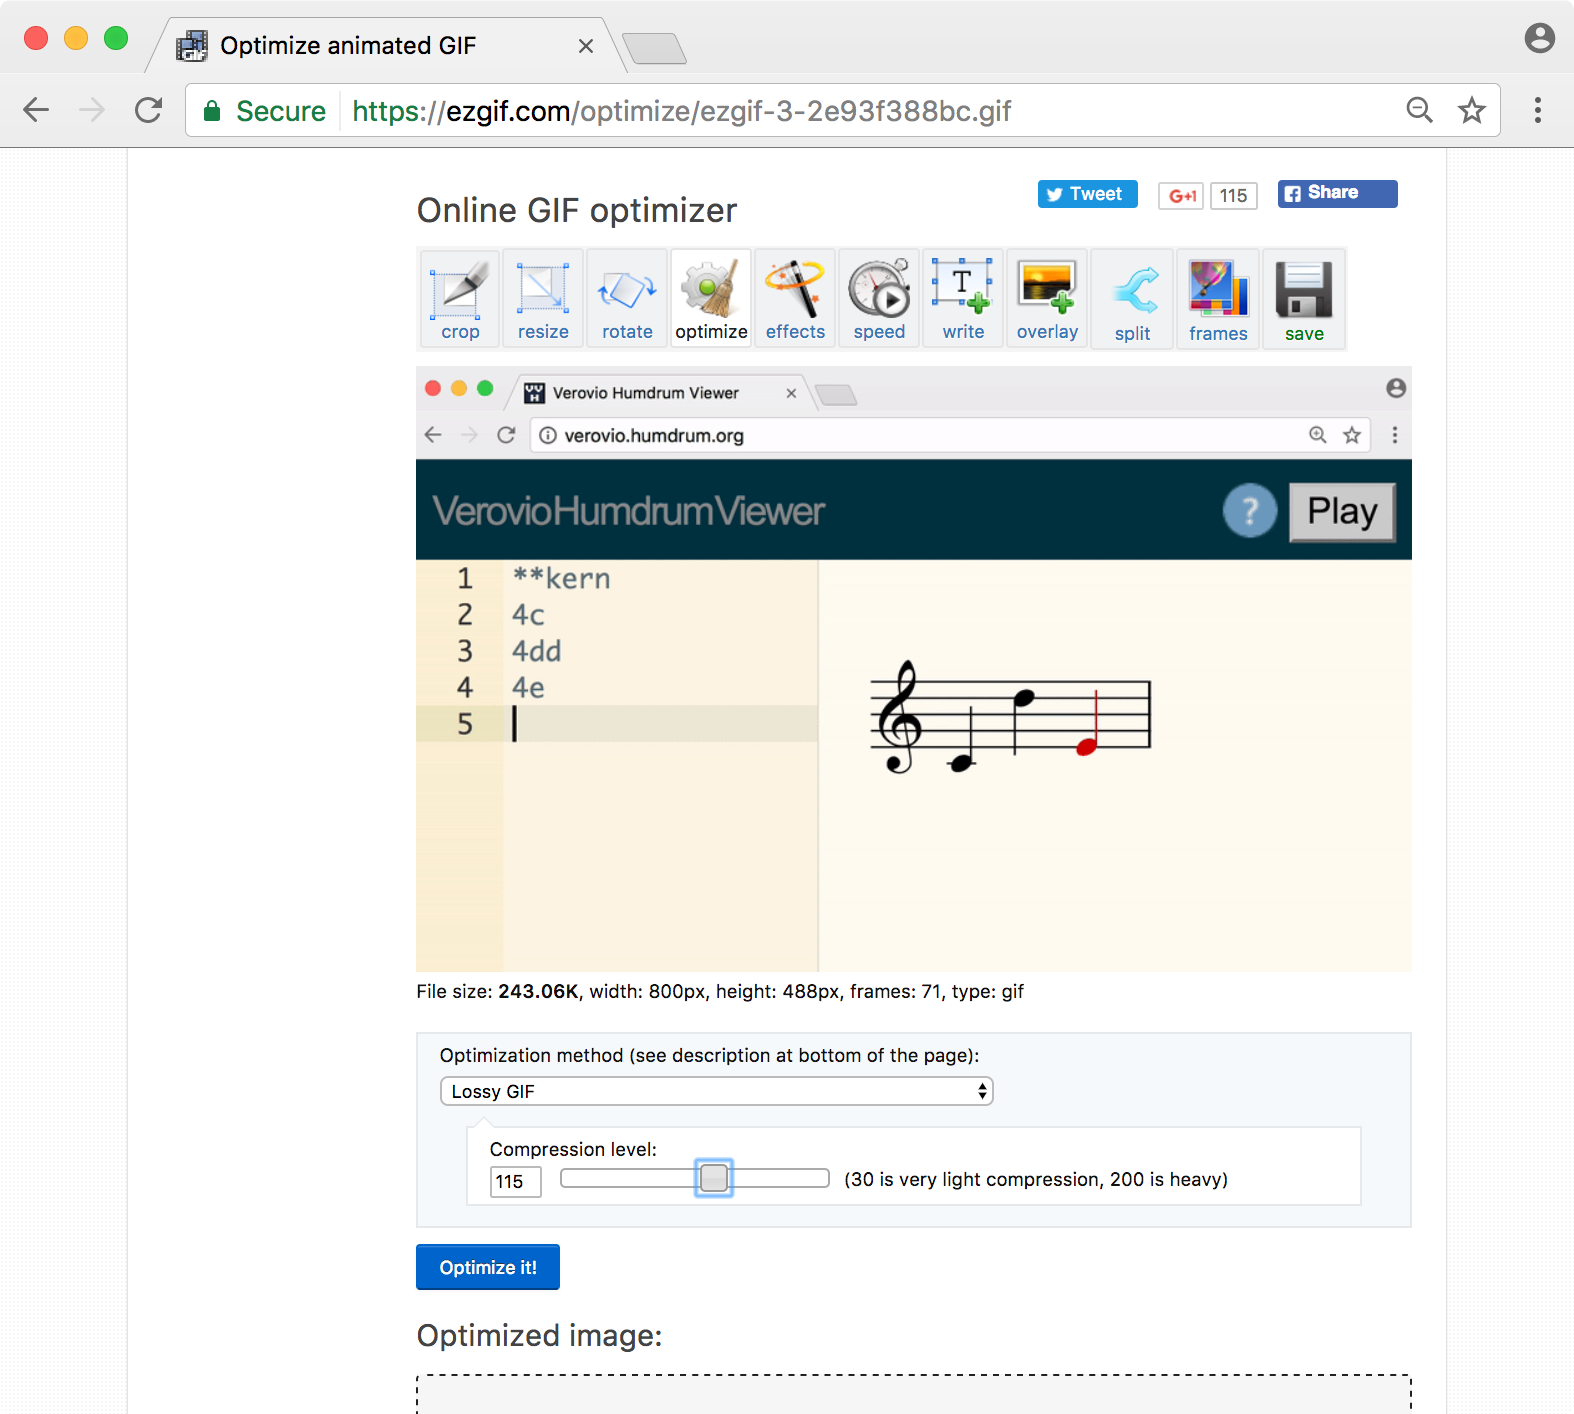 Optimize animated GIF
Secure https://ezgif.com/optimize/ezgif-3-2e93f388bc.gif
Online GIF optimizer
Tweet G+1 115 Share
crop resize rotate optimize effects speed write overlay split frames save
Verovio Humdrum Viewer
verovio.humdrum.org
VerovioHumdrumViewer ? Play
1 **kern
2 4c
3 4dd
4 4e
5
File size: 243.06K, width: 800px, height: 488px, frames: 71, type: gif
Optimization method (see description at bottom of the page):
Lossy GIF
Compression level:
115 (30 is very light compression, 200 is heavy)
Optimize it!
Optimized image: